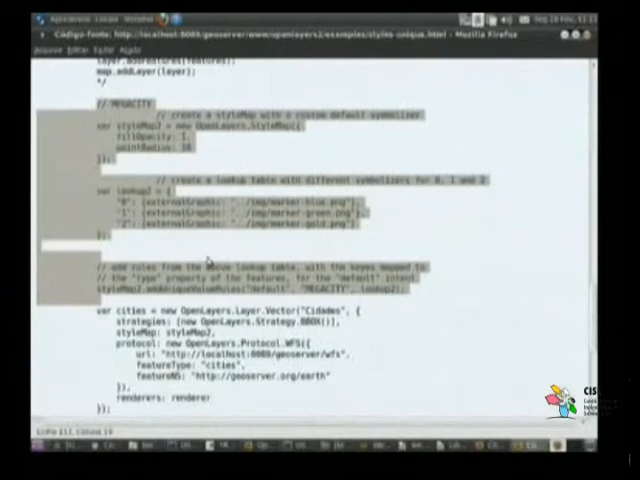 Código-fonte: http://localhost:8080/geoserver/www/openlayers2/examples/styles-unique.html - Mozilla Firefox
Arquivo Editar Exibir Ajuda
layer.addFeatures(features);
map.addLayer(layer);
*/
// MEGACITY
// create a styleMap with a custom default symbolizer
var styleMap2 = new OpenLayers.StyleMap({
fillOpacity: 1,
pointRadius: 10
});
// create a lookup table with different symbolizers for 0, 1 and 2
var lookup2 = {
"0": {externalGraphic: "../img/marker-blue.png"},
"1": {externalGraphic: "../img/marker-green.png"},
"2": {externalGraphic: "../img/marker-gold.png"}
};
// add rules from the above lookup table, with the keyes mapped to
// the "type" property of the features, for the "default" intent
styleMap2.addUniqueValueRules("default", "MEGACITY", lookup2);
var cities = new OpenLayers.Layer.Vector("Cidades", {
strategies: [new OpenLayers.Strategy.BBOX()],
styleMap: styleMap2,
protocol: new OpenLayers.Protocol.WFS({
url: "http://localhost:8080/geoserver/wfs",
featureType: "cities",
featureNS: "http://geoserver.org/earth"
}),
renderers: renderer
});
CIS